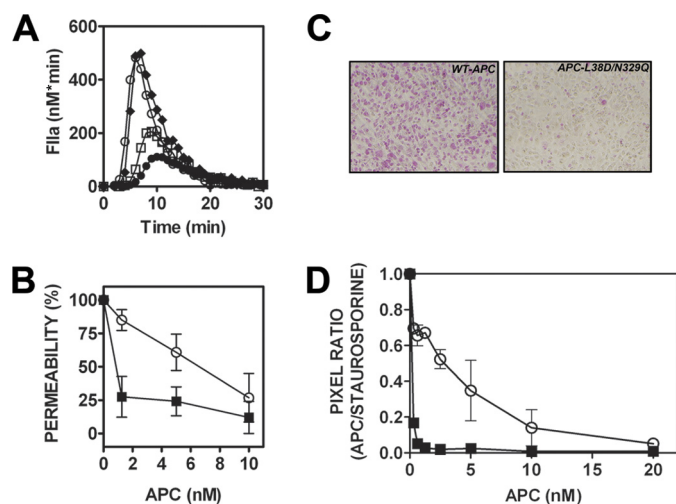 A
FIIa (nM*min)
600
400
200
0
0 10 20 30
Time (min)
B
PERMEABILITY (%)
100
75
50
25
0
0 2 4 6 8 10
APC (nM)
C
WT-APC
APC-L38D/N329Q
D
PIXEL RATIO
(APC/STAUROSPORINE)
1.0
0.8
0.6
0.4
0.2
0.0
0 5 10 15 20
APC (nM)